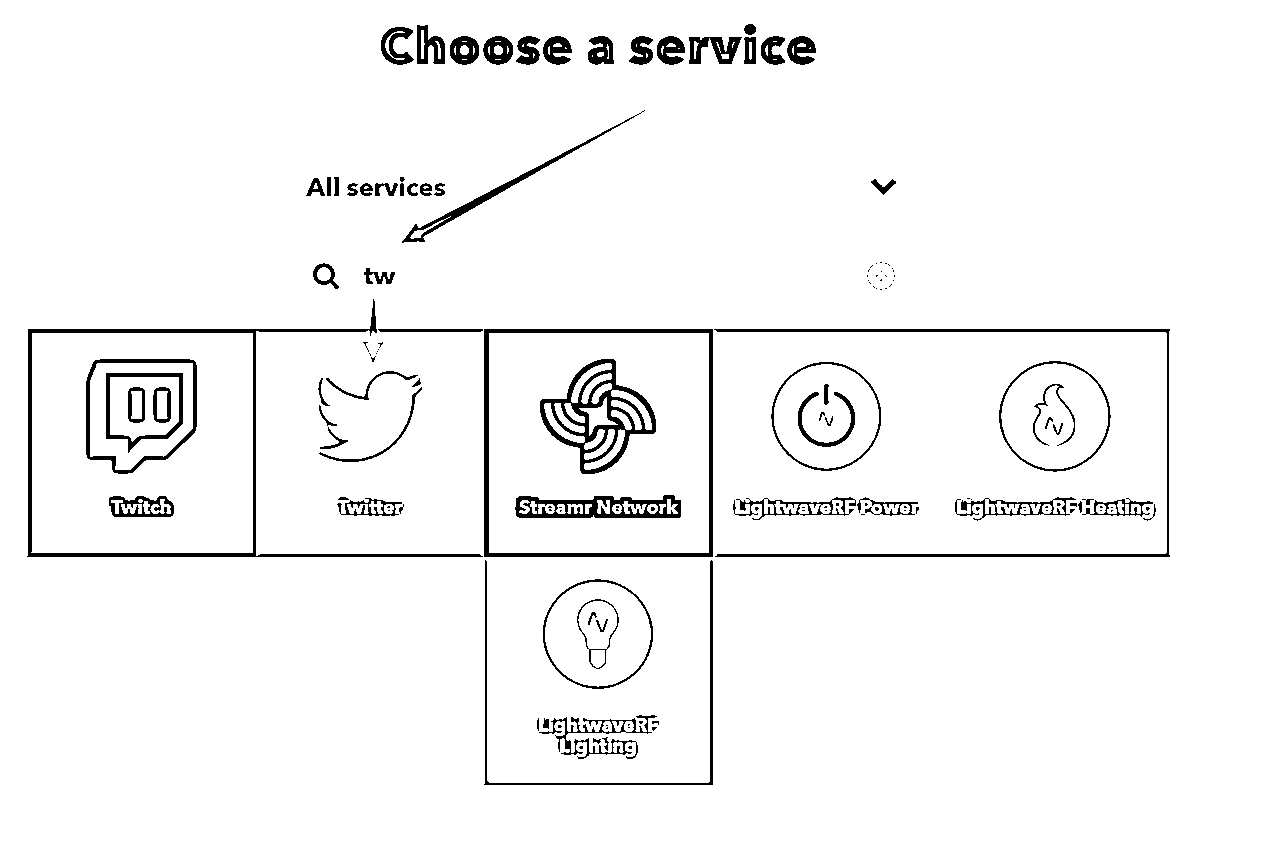 Choose a service
All services
tw
Twitch
Twitter
Streamr Network
LightwaveRF Power
LightwaveRF Heating
LightwaveRF
Lighting